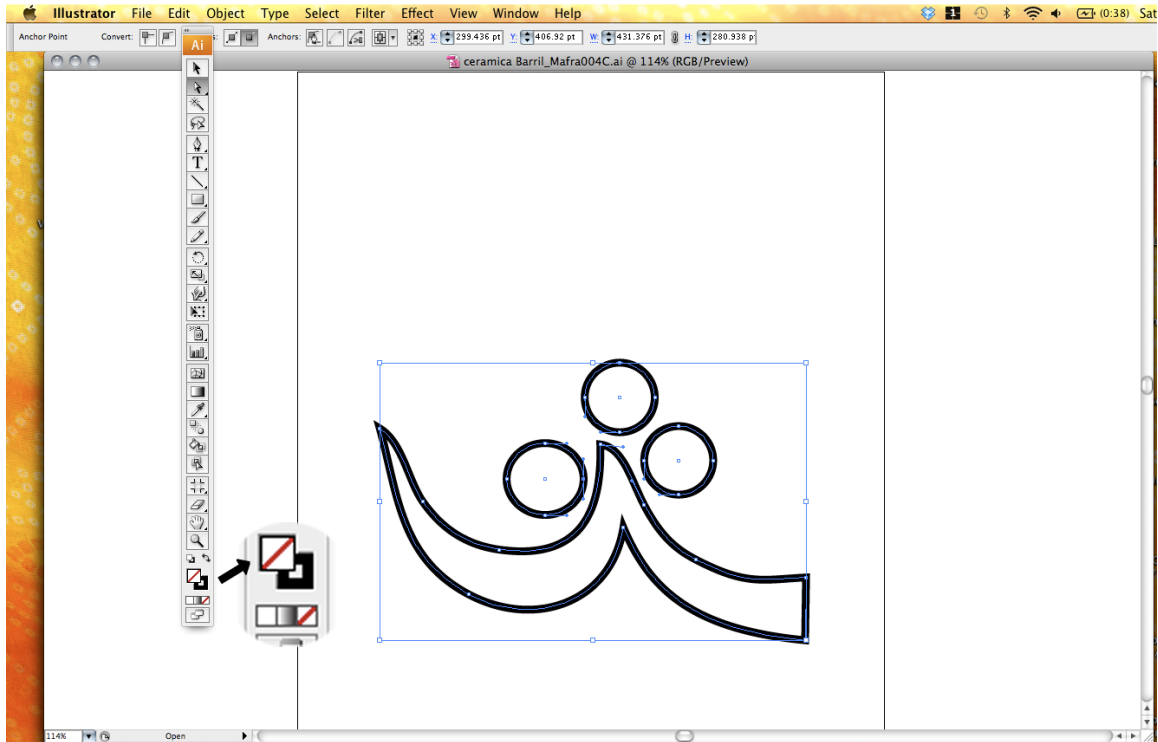 Illustrator File Edit Object Type Select Filter Effect View Window Help 1 (0:38) Sat
Anchor Point Convert: s: Anchors: X: 299.436 pt Y: 406.92 pt W: 431.376 pt H: 280.938 p
Ai
ceramica Barril_Mafra004C.ai @ 114% (RGB/Preview)
T
114% Open